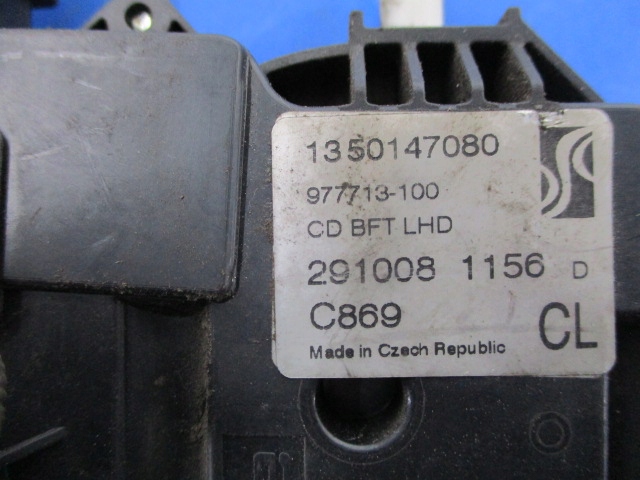 1350147080
977713-100
CD BFT LHD
291008 1156 D
C869
CL
Made in Czech Republic